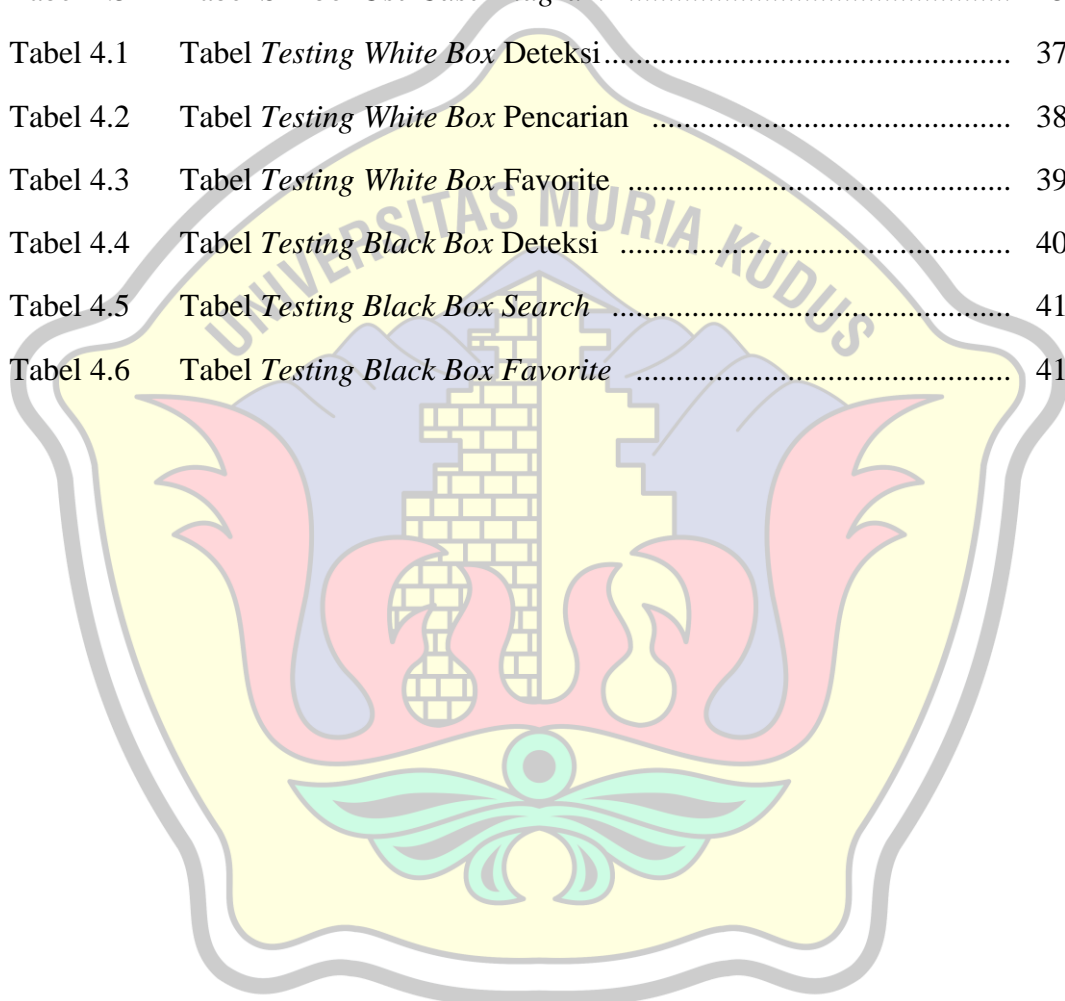 Tabel 4.1 Tabel Testing White Box Deteksi.................................................... 37
Tabel 4.2 Tabel Testing White Box Pencarian .............................................. 38
Tabel 4.3 Tabel Testing White Box Favorite ................................................. 39
Tabel 4.4 Tabel Testing Black Box Deteksi .................................................. 40
Tabel 4.5 Tabel Testing Black Box Search ................................................... 41
Tabel 4.6 Tabel Testing Black Box Favorite ................................................ 41
UNIVERSITAS MURIA KUDUS